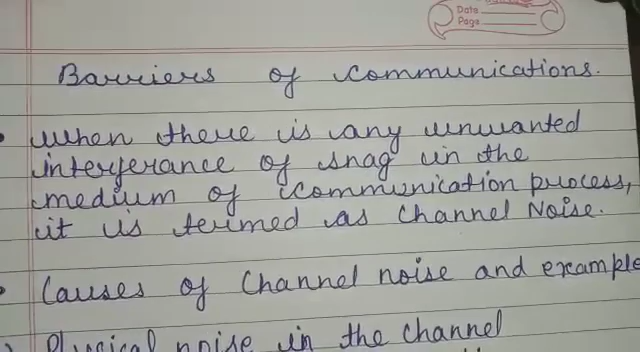 Date
Page
Barriers of communications.
when there is any unwanted
interferance of snag in the
medium of communication process,
it is termed as Channel Noise.
Causes of Channel noise and example
Physical noise in the channel